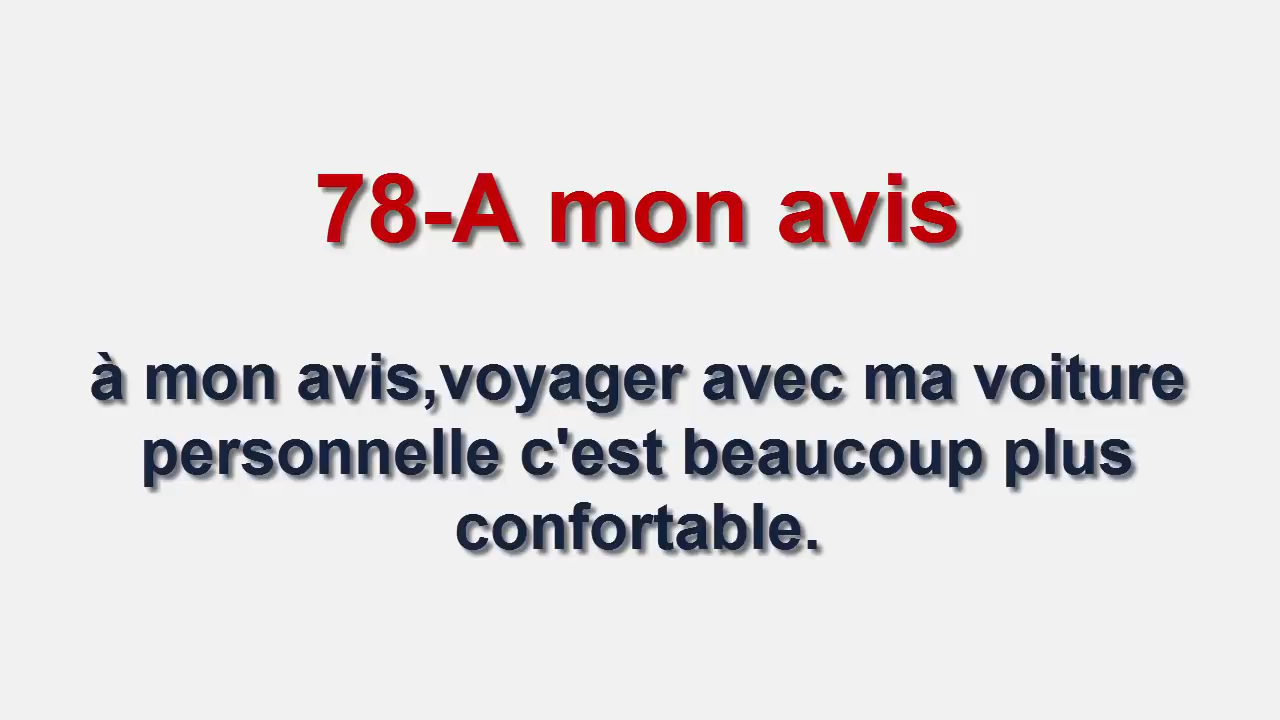 78-A mon avis
à mon avis,voyager avec ma voiture
personnelle c'est beaucoup plus
confortable.